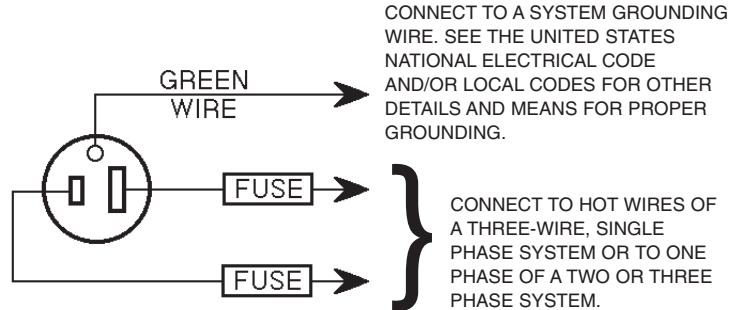 CONNECT TO A SYSTEM GROUNDING
WIRE. SEE THE UNITED STATES
NATIONAL ELECTRICAL CODE
AND/OR LOCAL CODES FOR OTHER
DETAILS AND MEANS FOR PROPER
GROUNDING.
GREEN
WIRE
FUSE
FUSE
CONNECT TO HOT WIRES OF
A THREE-WIRE, SINGLE
PHASE SYSTEM OR TO ONE
PHASE OF A TWO OR THREE
PHASE SYSTEM.